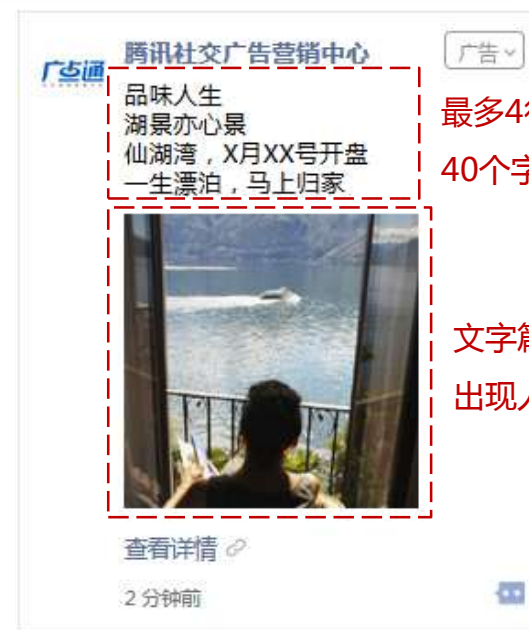 广点通
腾讯社交广告营销中心
广告
品味人生
湖景亦心景
仙湖湾，X月XX号开盘
一生漂泊，马上归家
最多4
40个字
文字
出现
查看详情
2 分钟前